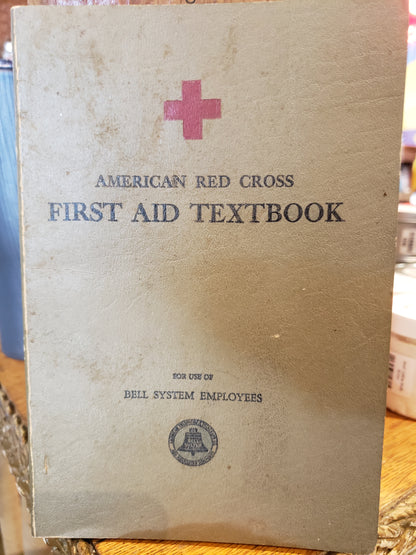 AMERICAN RED CROSS
FIRST AID TEXTBOOK
FOR USE OF
BELL SYSTEM EMPLOYEES